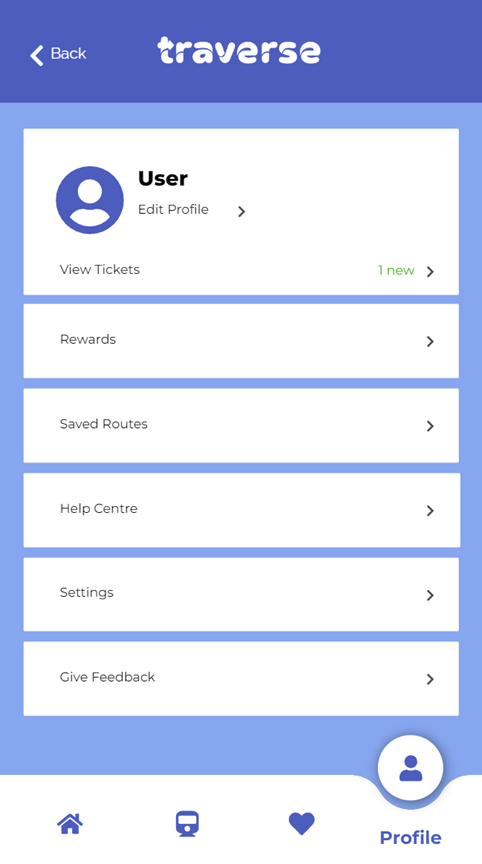 Back
traverse
User
Edit Profile
View Tickets
1 new
Rewards
Saved Routes
Help Centre
Settings
Give Feedback
Profile